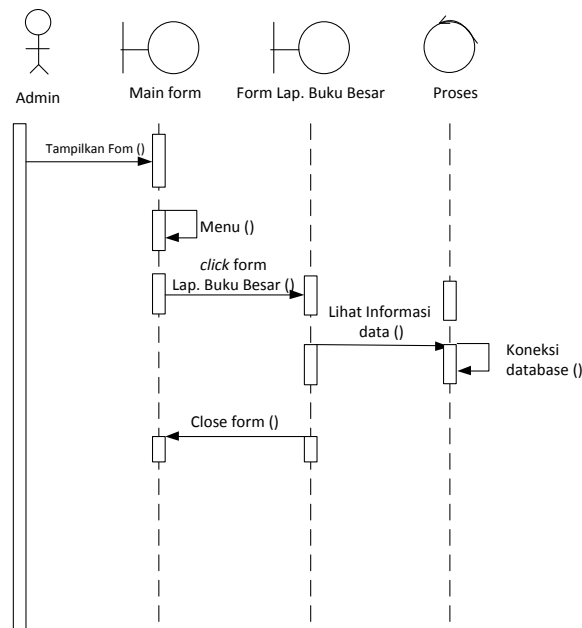 Admin
Main form
Form Lap. Buku Besar
Proses
Tampilkan Fom ()
Menu ()
click form
Lap. Buku Besar ()
Lihat Informasi
data ()
Koneksi
database ()
Close form ()